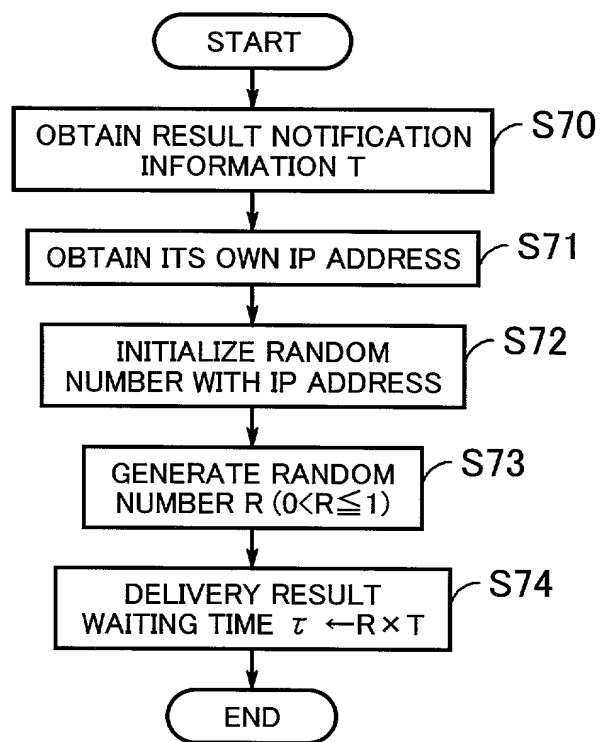 START
OBTAIN RESULT NOTIFICATION
INFORMATION T
S70
OBTAIN ITS OWN IP ADDRESS
S71
INITIALIZE RANDOM
NUMBER WITH IP ADDRESS
S72
GENERATE RANDOM
NUMBER R (0<R≦1)
S73
DELIVERY RESULT
WAITING TIME τ ←R×T
S74
END